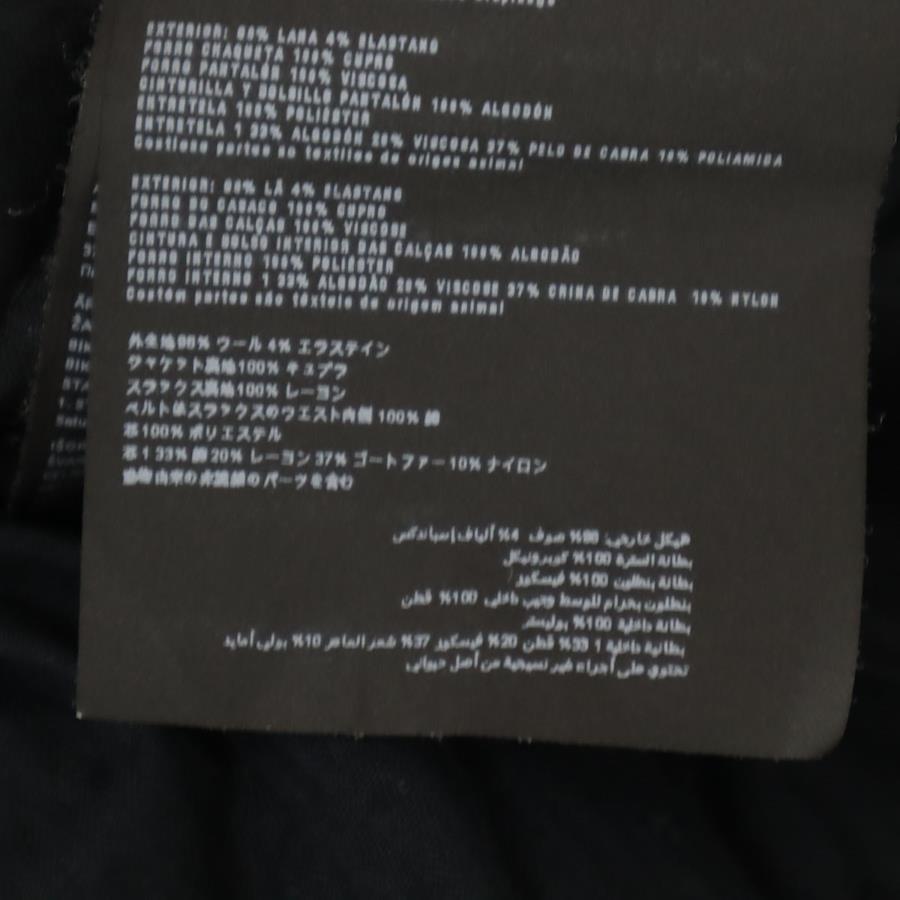 EXTERIOR: 96% LANA 4% ELASTANO
FORRO CHAQUETA 100% CUPRO
FORRO PANTALÓN 100% VISCOSA
CINTURILLA Y BOLSILLO PANTALÓN 100% ALGODÓN
ENTRETELA 100% POLIÉSTER
ENTRETELA 1 33% ALGODÓN 20% VISCOSA 37% PELO DE CABRA 10% POLIAMIDA
Contiene partes no textiles de origen animal
EXTERIOR: 96% LÃ 4% ELASTANO
FORRO DO CASACO 100% CUPRO
FORRO DAS CALÇAS 100% VISCOSE
CINTURA E BOLSO INTERIOR DAS CALÇAS 100% ALGODÃO
FORRO INTERNO 100% POLIÉSTER
FORRO INTERNO 1 33% ALGODÃO 20% VISCOSE 37% CRINA DE CABRA 10% NYLON
Contém partes não têxteis de origem animal
外生地96% ウール 4% エラステイン
ジャケット裏地100% キュプラ
スラックス裏地100% レーヨン
ベルト&スラックスのウエスト内側 100% 綿
芯100% ポリエステル
芯 1 33% 綿 20% レーヨン 37% ゴートファー 10% ナイロン
動物由来の非繊維のパーツを含む
هيكل خارجي: 96% صوف 4% ألياف إسباندكس
بطانة السترة 100%
بطانة بنطلون 100% فيسكوز
بنطلون بحزام للوسط وجيب داخلي 100% قطن
بطانة داخلية 100% بوليستر
بطانية داخلية 1 33% قطن 20% فيسكوز 37% شعر الماعز 10% بولي أمايد
تحتوي على أجزاء غير نسيجية من أصل حيواني